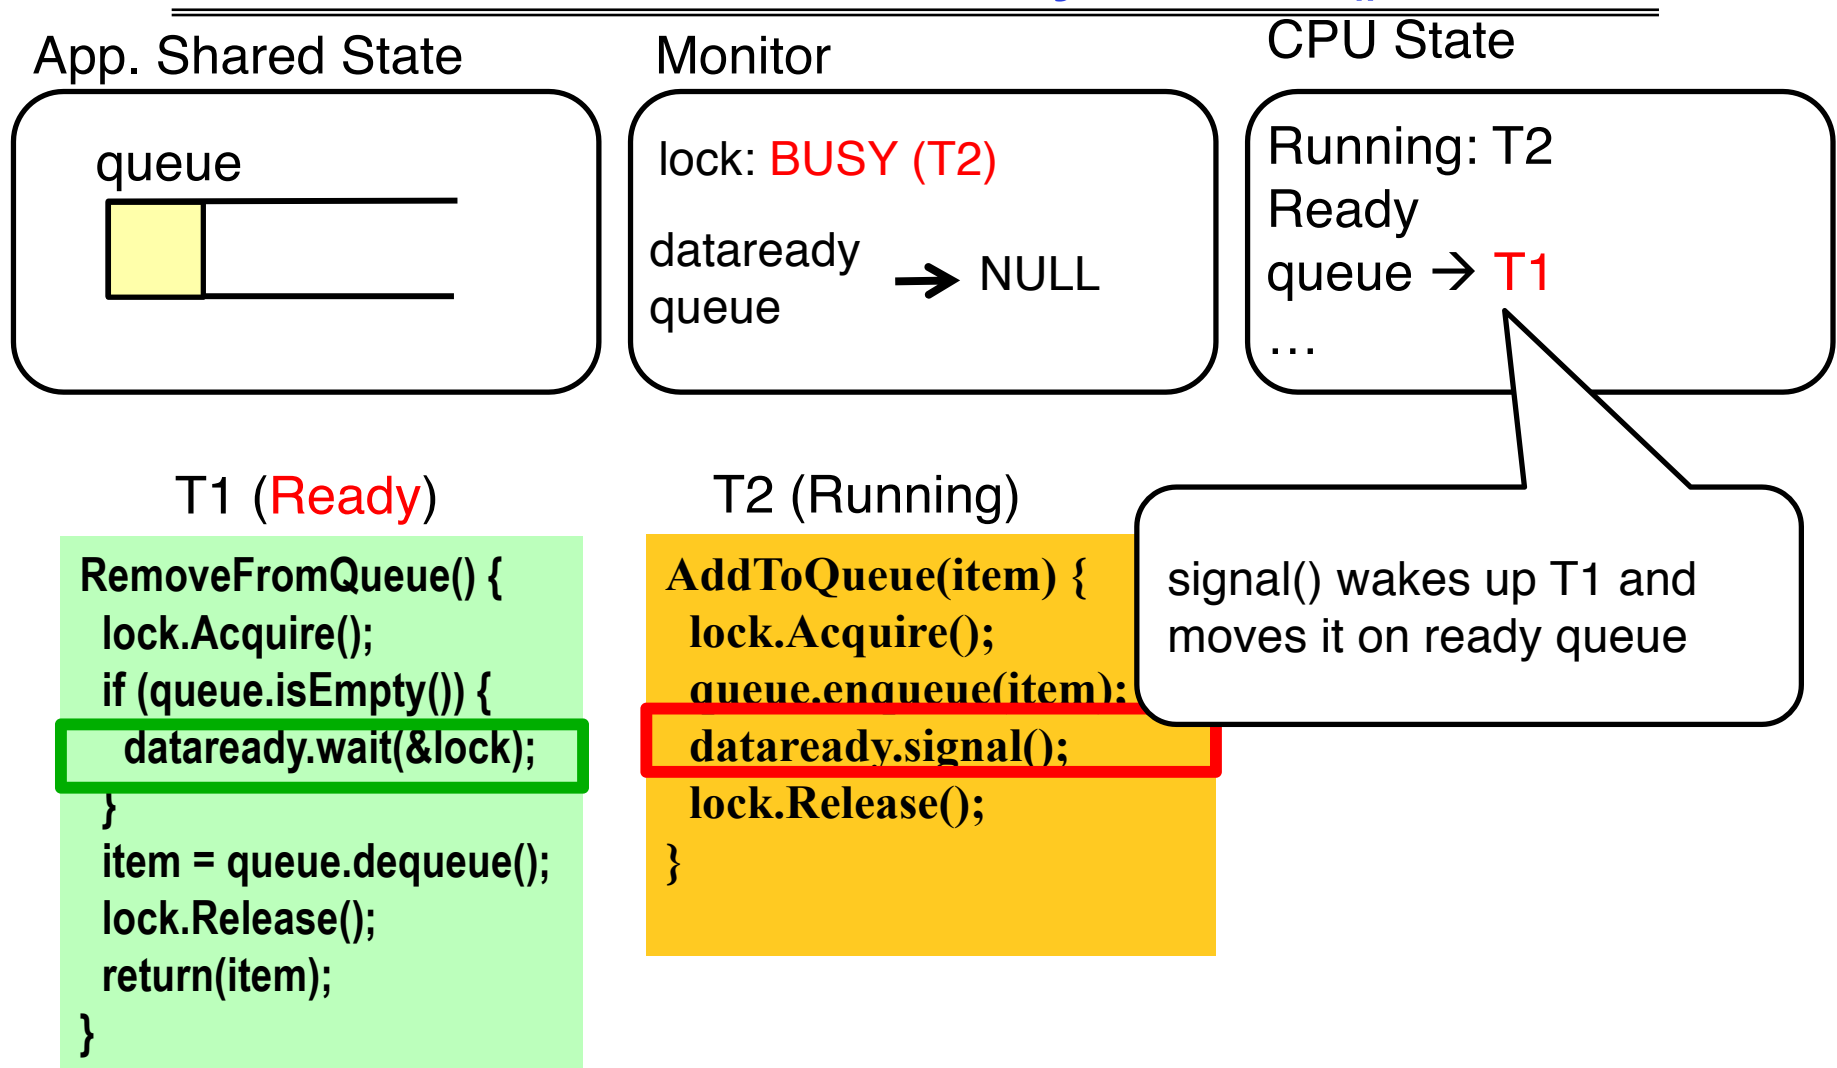 App. Shared State
Monitor
CPU State
queue
lock: BUSY (T2)
dataready
queue
→ NULL
Running: T2
Ready
queue → T1
…
T1 (Ready)
RemoveFromQueue() {
lock.Acquire();
if (queue.isEmpty()) {
dataready.wait(&lock);
}
item = queue.dequeue();
lock.Release();
return(item);
}
T2 (Running)
AddToQueue(item) {
lock.Acquire();
queue.enqueue(item);
dataready.signal();
lock.Release();
}
signal() wakes up T1 and
moves it on ready queue